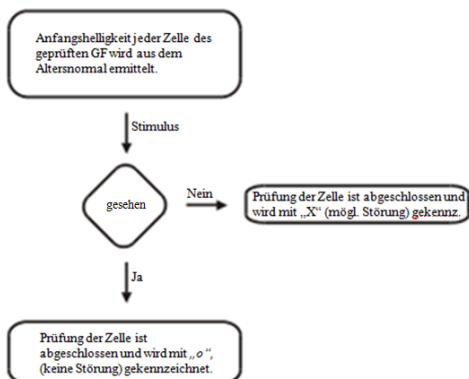 Anfangshelligkeit jeder Zelle des
geprüften GF wird aus dem
Altersnormal ermittelt.
Stimulus
gesehen
Nein
Prüfung der Zelle ist abgeschlossen und
wird mit „X“ (mögl. Störung) gekennz.
Ja
Prüfung der Zelle ist
abgeschlossen und wird mit „o“,
(keine Störung) gekennzeichnet.